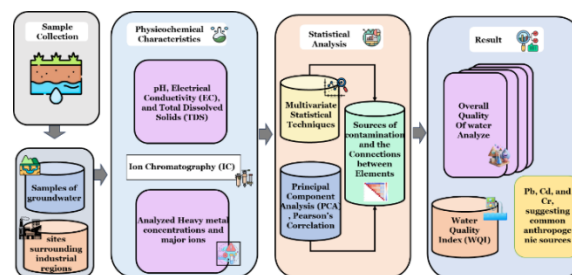 Sample
Collection
Samples of
groundwater
sites
surrounding
industrial
regions
Physicochemical
Characteristics
pH, Electrical
Conductivity (EC),
and Total Dissolved
Solids (TDS)
Ion Chromatography (IC)
Analyzed Heavy metal
concentrations and
major ions
Statistical
Analysis
Multivariate
Statistical
Techniques
Principal
Component
Analysis (PCA)
, Pearson's
Correlation
Sources of
contamination
and the
Connections
between
Elements
Result
Overall
Quality
Of water
Analyze
Water
Quality
Index (WQI)
Pb, Cd, and
Cr,
suggesting
common
anthropoge
nic sources